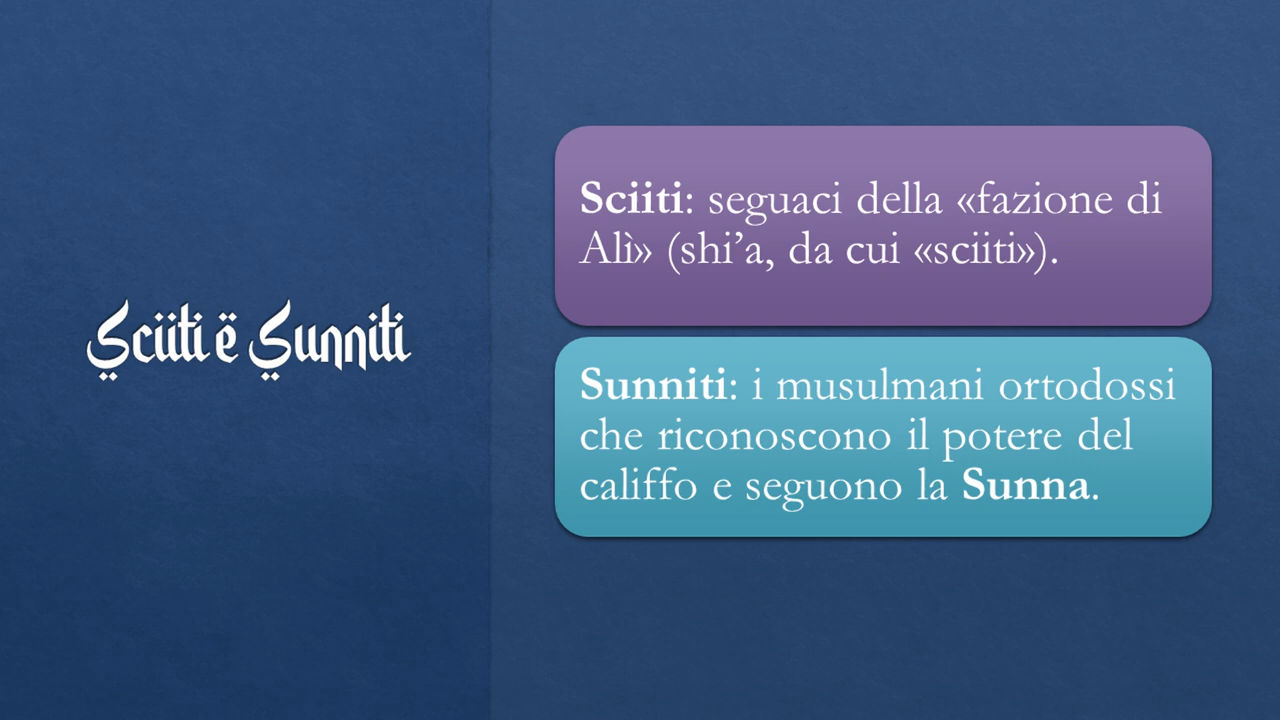 Sciiti ë Sunniti
Sciiti: seguaci della «fazione di
Alì» (shi’a, da cui «sciiti»).
Sunniti: i musulmani ortodossi
che riconoscono il potere del
califfo e seguono la Sunna.